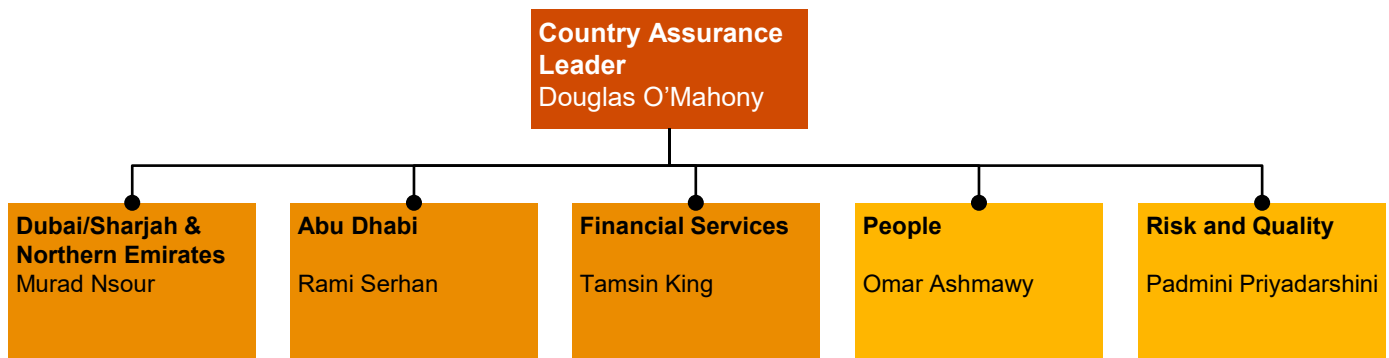 Country Assurance
Leader
Douglas O’Mahony
Dubai/Sharjah &
Northern Emirates
Murad Nsour
Abu Dhabi
Rami Serhan
Financial Services
Tamsin King
People
Omar Ashmawy
Risk and Quality
Padmini Priyadarshini